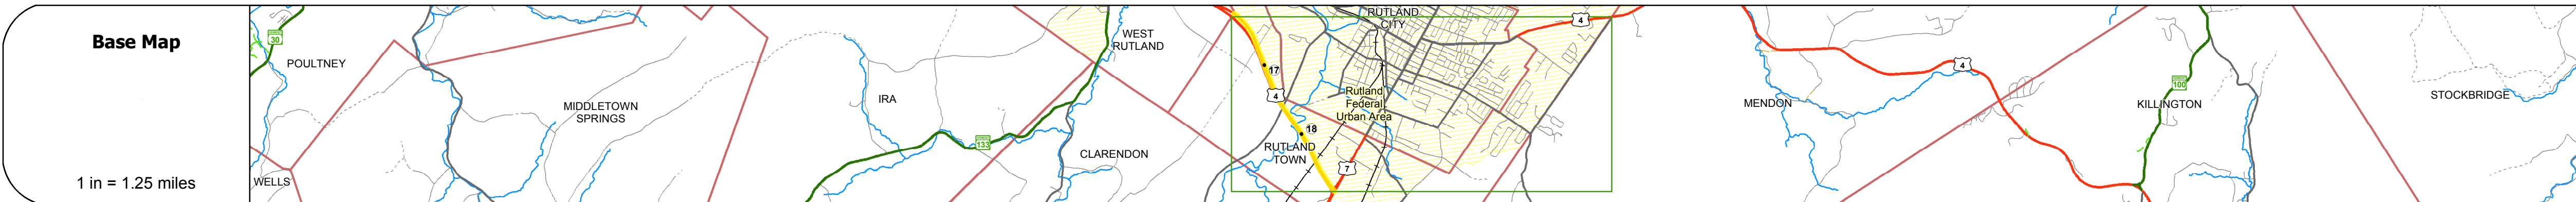 Base Map
1 in = 1.25 miles
30
POULTNEY
WELLS
MIDDLETOWN
SPRINGS
IRA
133
WEST
RUTLAND
CLARENDON
RUTLAND
CITY
4
17
4
Rutland
Federal
Urban Area
18
RUTLAND
TOWN
7
MENDON
4
100
KILLINGTON
STOCKBRIDGE